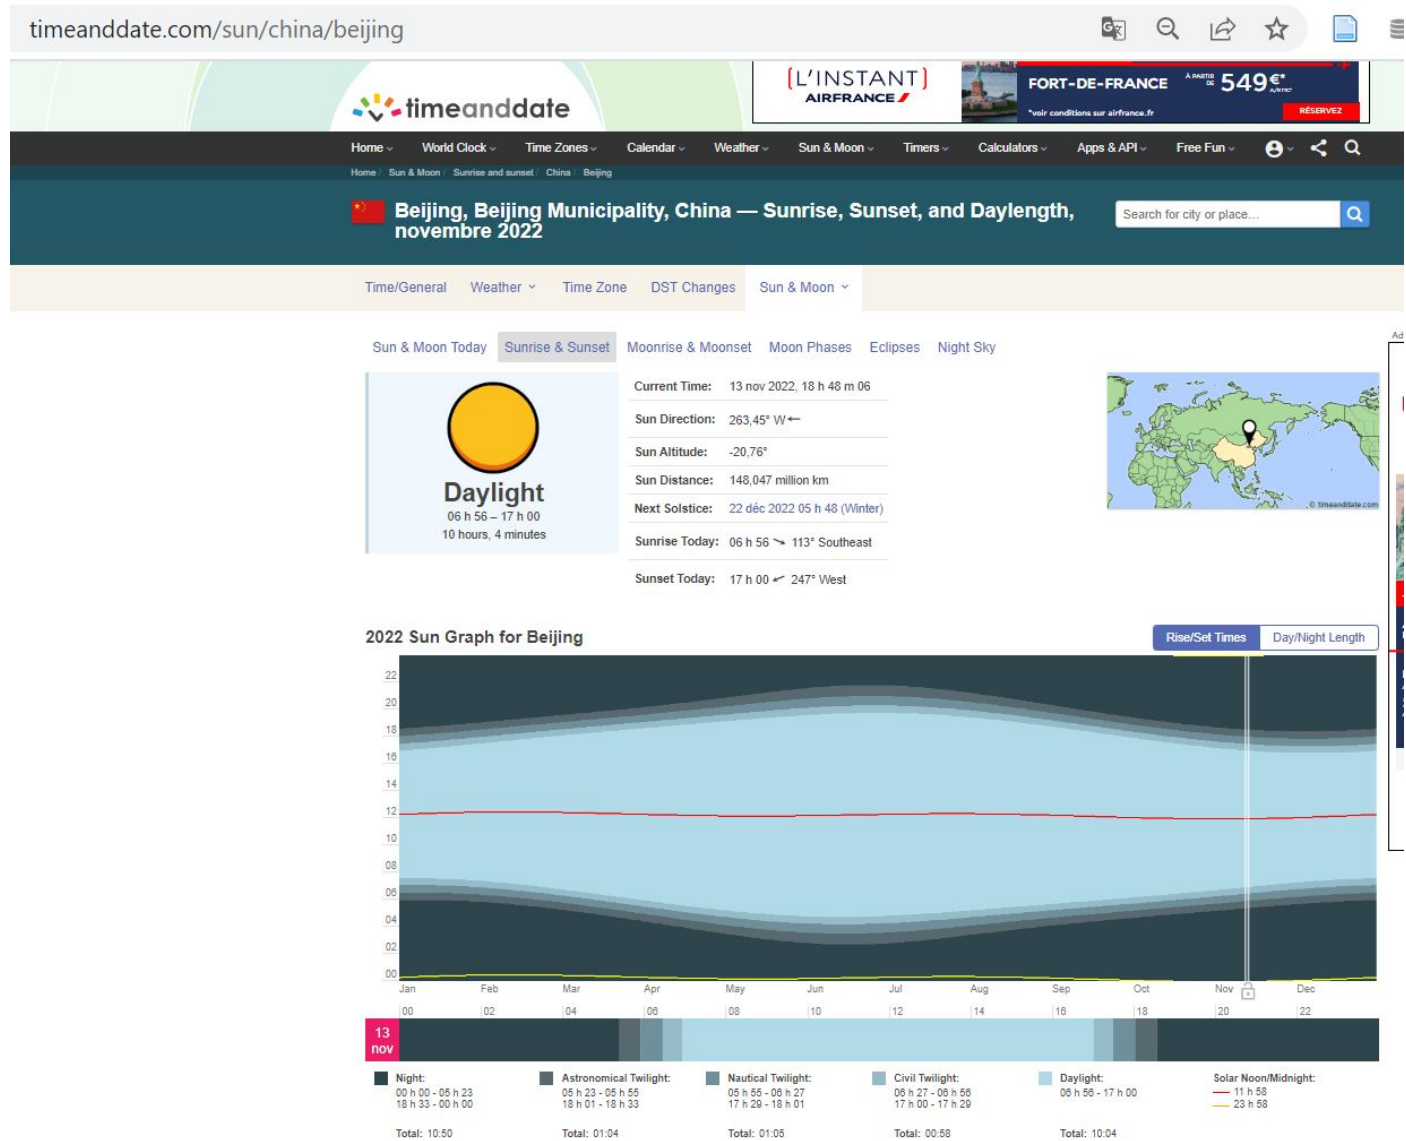 timeanddate.com/sun/china/beijing
timeanddate
[L'INSTANT]
AIRFRANCE
FORT-DE-FRANCE
À PARTIR DE 549€*
*voir conditions sur airfrance.fr
RÉSERVEZ
Home World Clock Time Zones Calendar Weather Sun & Moon Timers Calculators Apps & API Free Fun
Home / Sun & Moon / Sunrise and sunset / China / Beijing
Beijing, Beijing Municipality, China — Sunrise, Sunset, and Daylength,
novembre 2022
Search for city or place...
Time/General Weather Time Zone DST Changes Sun & Moon
Sun & Moon Today Sunrise & Sunset Moonrise & Moonset Moon Phases Eclipses Night Sky
Daylight
06 h 56 – 17 h 00
10 hours, 4 minutes
Current Time: 13 nov 2022, 18 h 48 m 06
Sun Direction: 263,45° W
Sun Altitude: -20,76°
Sun Distance: 148,047 million km
Next Solstice: 22 déc 2022 05 h 48 (Winter)
Sunrise Today: 06 h 56 113° Southeast
Sunset Today: 17 h 00 247° West
© timeanddate.com
2022 Sun Graph for Beijing
Rise/Set Times Day/Night Length
22
20
18
16
14
12
10
08
06
04
02
00
Jan Feb Mar Apr May Jun Jul Aug Sep Oct Nov Dec
00 02 04 06 08 10 12 14 16 18 20 22
13
nov
Night:
00 h 00 - 05 h 23
18 h 33 - 00 h 00
Total: 10:50
Astronomical Twilight:
05 h 23 - 05 h 55
18 h 01 - 18 h 33
Total: 01:04
Nautical Twilight:
05 h 55 - 06 h 27
17 h 29 - 18 h 01
Total: 01:05
Civil Twilight:
06 h 27 - 06 h 56
17 h 00 - 17 h 29
Total: 00:58
Daylight:
06 h 56 - 17 h 00
Total: 10:04
Solar Noon/Midnight:
11 h 58
23 h 58